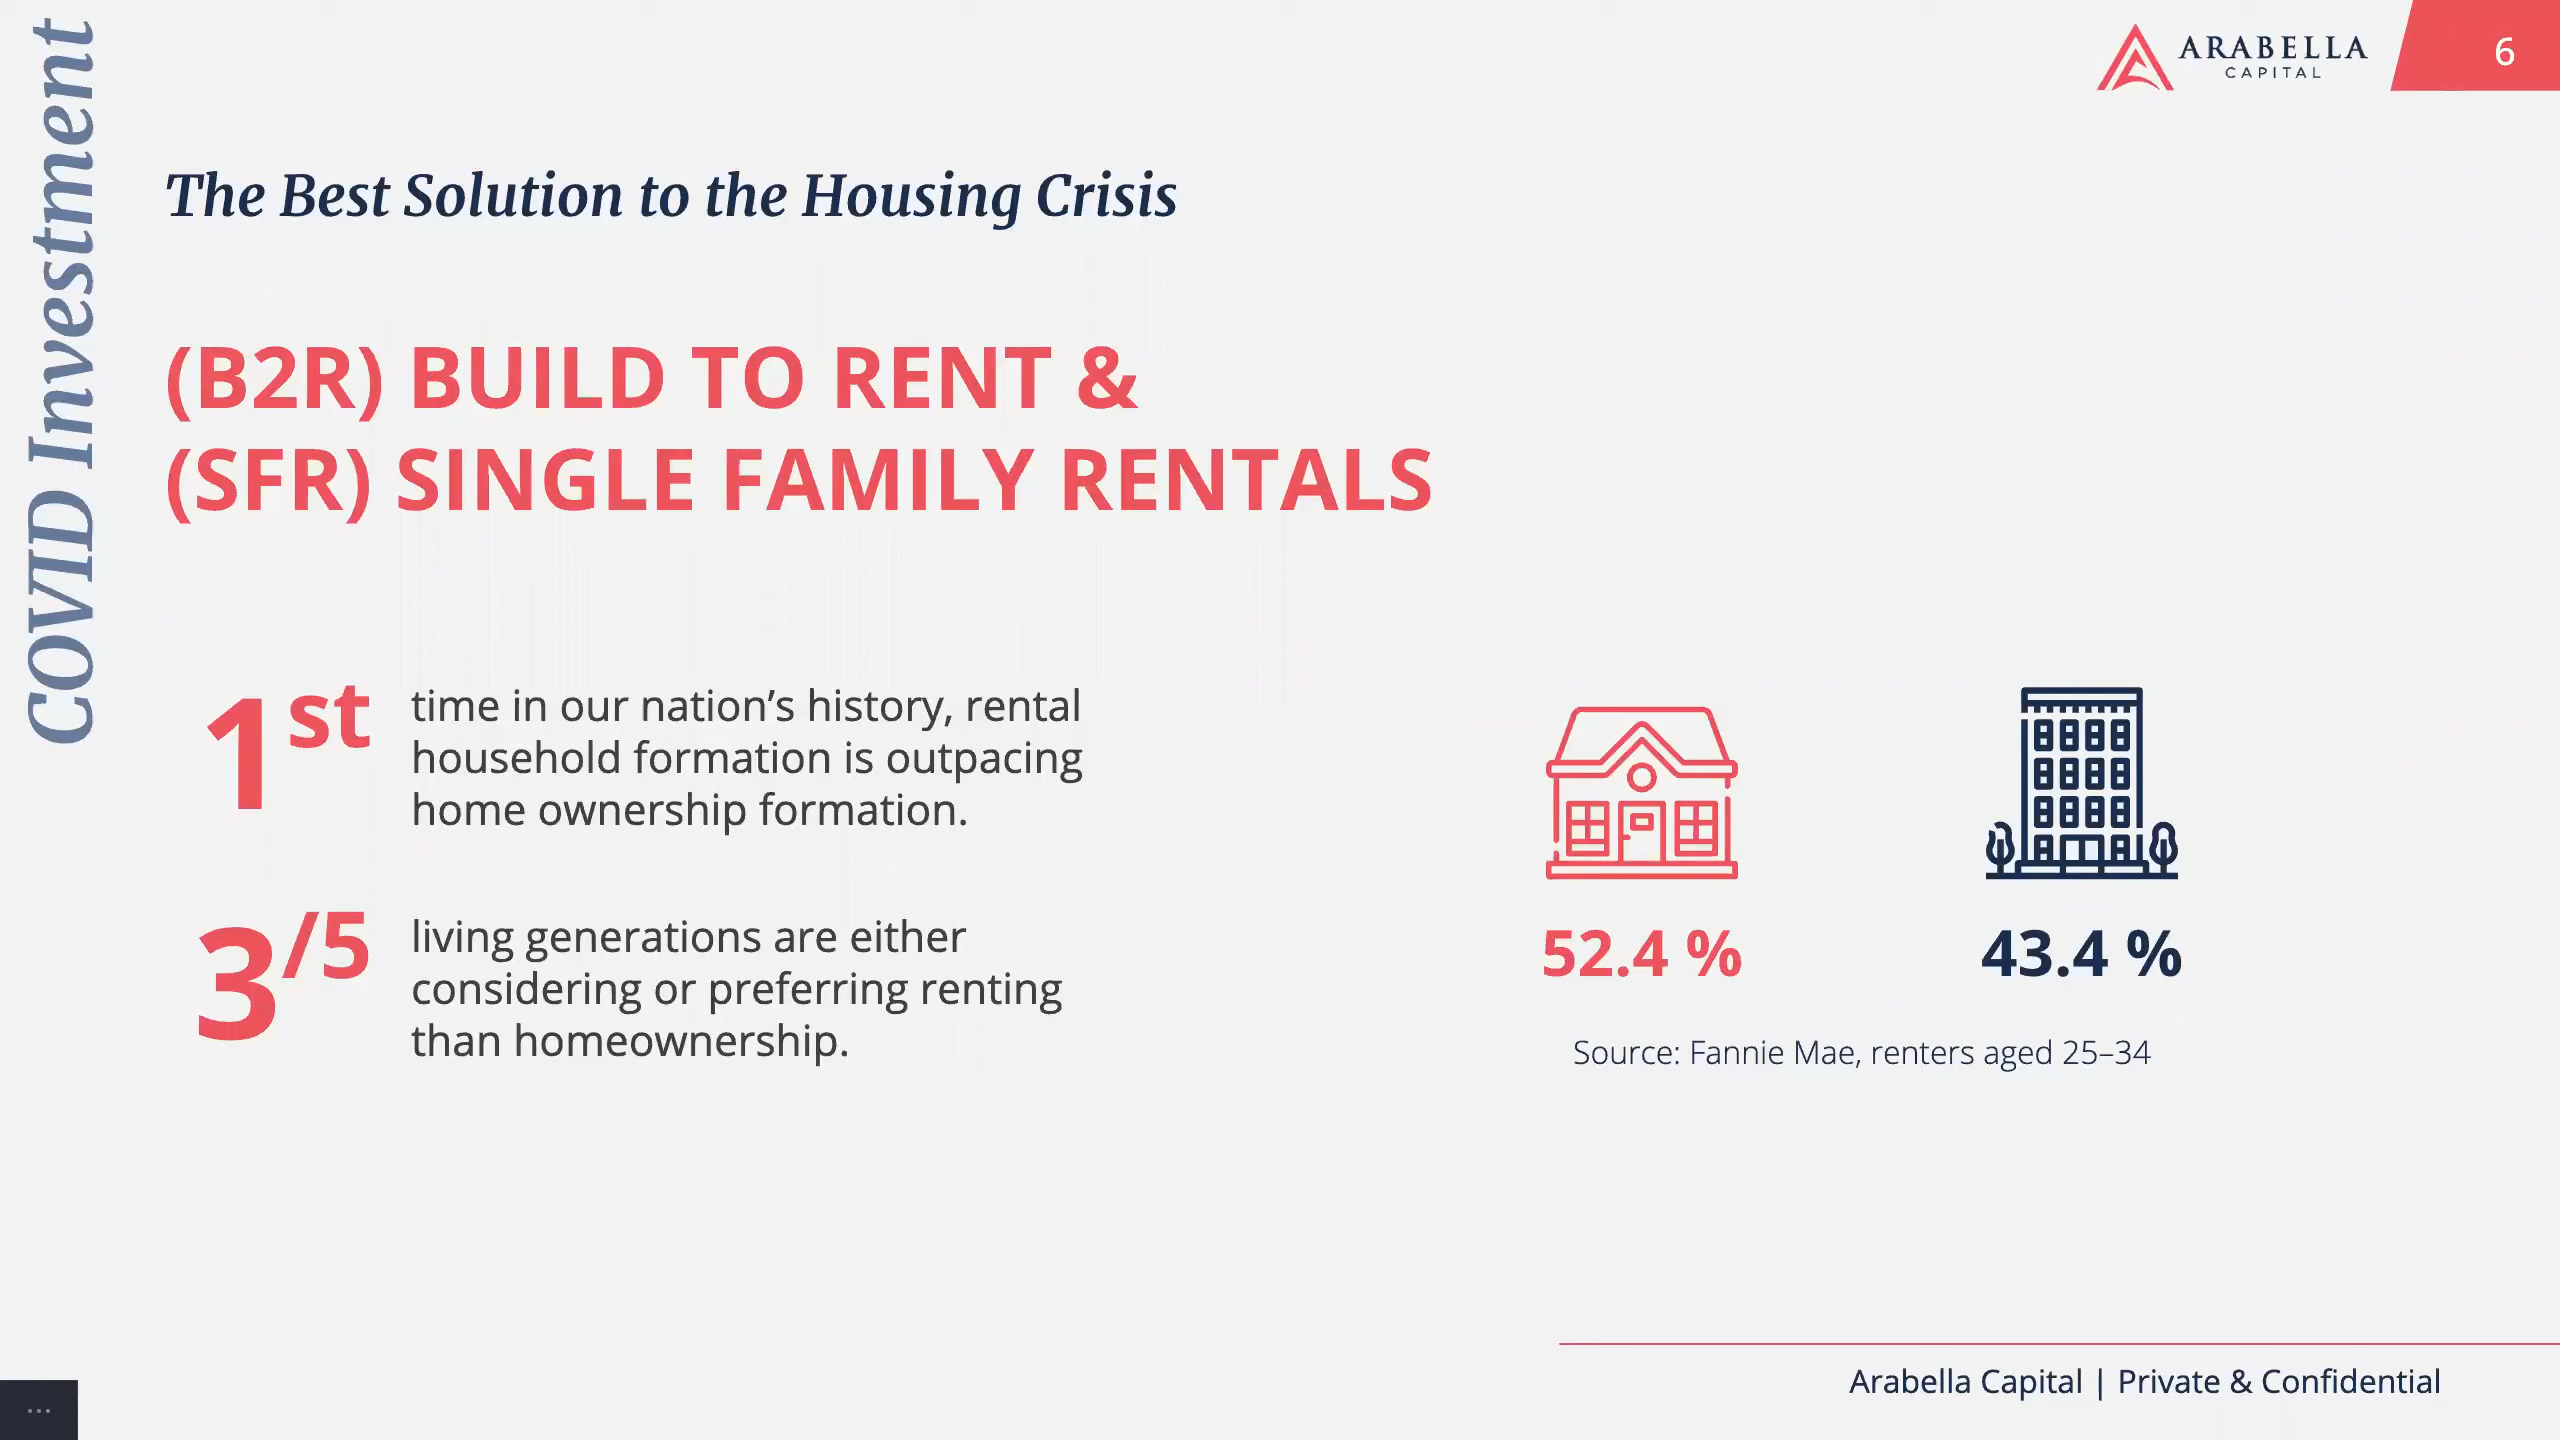 COVID Investment
ARABELLA
CAPITAL
6
The Best Solution to the Housing Crisis
(B2R) BUILD TO RENT &
(SFR) SINGLE FAMILY RENTALS
1st
time in our nation’s history, rental
household formation is outpacing
home ownership formation.
3/5
living generations are either
considering or preferring renting
than homeownership.
52.4 %
43.4 %
Source: Fannie Mae, renters aged 25–34
Arabella Capital | Private & Confidential
...